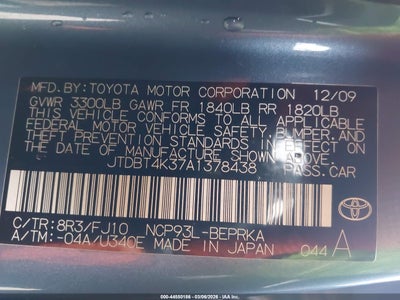 MFD.BY: TOYOTA MOTOR CORPORATION 12/09
GVWR 3300LB GAWR FR 1840LB RR 1820LB
THIS VEHICLE CONFORMS TO ALL APPLICABLE
FEDERAL MOTOR VEHICLE SAFETY, BUMPER, AND
THEFT PREVENTION STANDARDS IN EFFECT ON
THE DATE OF MANUFACTURE SHOWN ABOVE.
JTDBT4K37A1378438 PASS.CAR
C/TR: 8R3/FJ10 NCP93L-BEPRKA
A/TM: -04A/U340E MADE IN JAPAN 044 A
TOYOTA
000-44550166 - 03/06/2026 - IAA Inc.